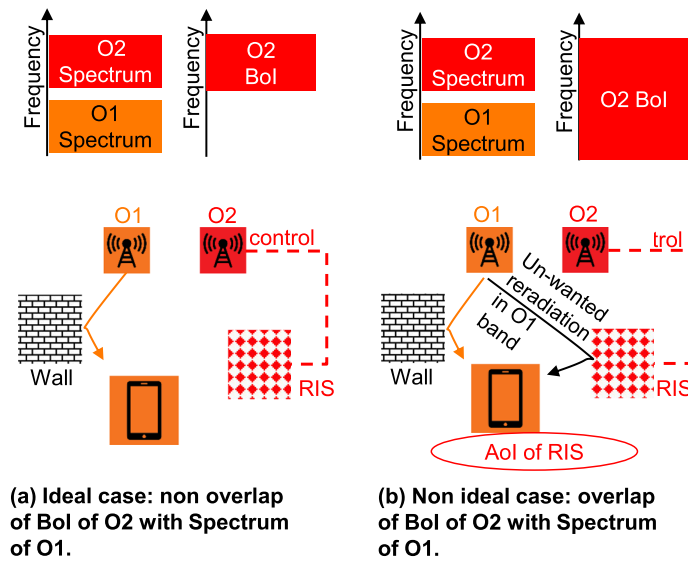 Frequency
O2
Spectrum
O1
Spectrum
O2
BoI
Frequency
Frequency
O2
Spectrum
O1
Spectrum
Frequency
O2 BoI
O1
O2
control
Wall
RIS
(a) Ideal case: non overlap
of BoI of O2 with Spectrum
of O1.
O1
O2
trol
Un-wanted
reradiation
in O1
band
Wall
RIS
AoI of RIS
(b) Non ideal case: overlap
of BoI of O2 with Spectrum
of O1.